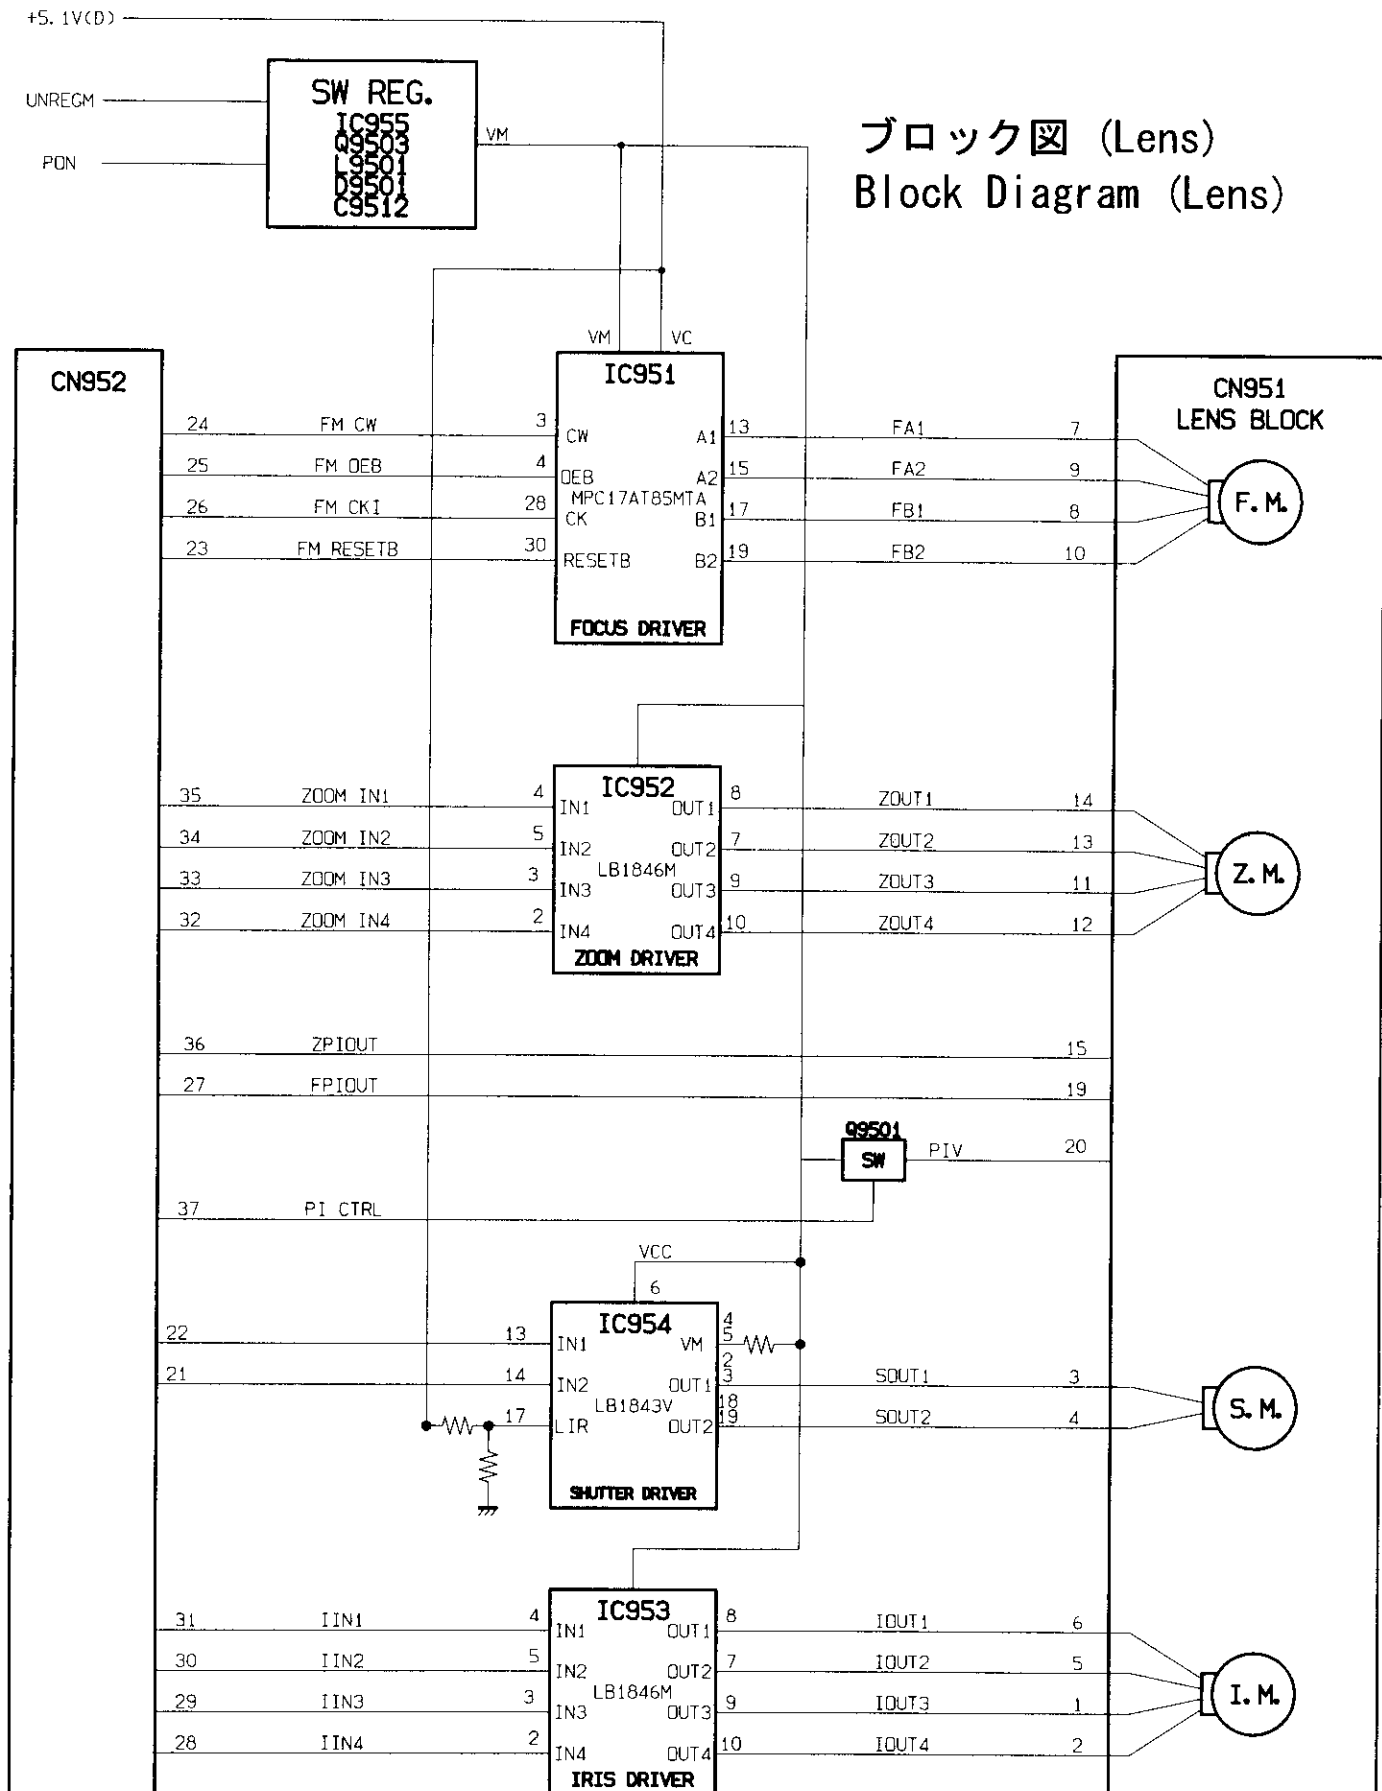 +5.1V(D)
UNREGM
PON
SW REG.
IC955
Q9503
L9501
D9501
C9512
VM
ブロック図 (Lens)
Block Diagram (Lens)
VM VC
CN952
IC951
CN951
LENS BLOCK
24 FM CW 3 CW A1 13 FA1 7
25 FM OEB 4 OEB A2 15 FA2 9
MPC17AT85MTA
F.M.
26 FM CKI 28 CK B1 17 FB1 8
23 FM RESETB 30 RESETB B2 19 FB2 10
FOCUS DRIVER
IC952
35 ZOOM IN1 4 IN1 OUT1 8 ZOUT1 14
34 ZOOM IN2 5 IN2 OUT2 7 ZOUT2 13
LB1846M
Z.M.
33 ZOOM IN3 3 IN3 OUT3 9 ZOUT3 11
32 ZOOM IN4 2 IN4 OUT4 10 ZOUT4 12
ZOOM DRIVER
36 ZPIOUT 15
27 FPIOUT 19
Q9501
SW PIV 20
37 PI CTRL
VCC
6
IC954
22 13 IN1 VM 4 5
21 14 IN2 OUT1 2 3 SOUT1 3
LB1843V
S.M.
17 LIR OUT2 18 19 SOUT2 4
SHUTTER DRIVER
IC953
31 IIN1 4 IN1 OUT1 8 IOUT1 6
30 IIN2 5 IN2 OUT2 7 IOUT2 5
LB1846M
I.M.
29 IIN3 3 IN3 OUT3 9 IOUT3 1
28 IIN4 2 IN4 OUT4 10 IOUT4 2
IRIS DRIVER